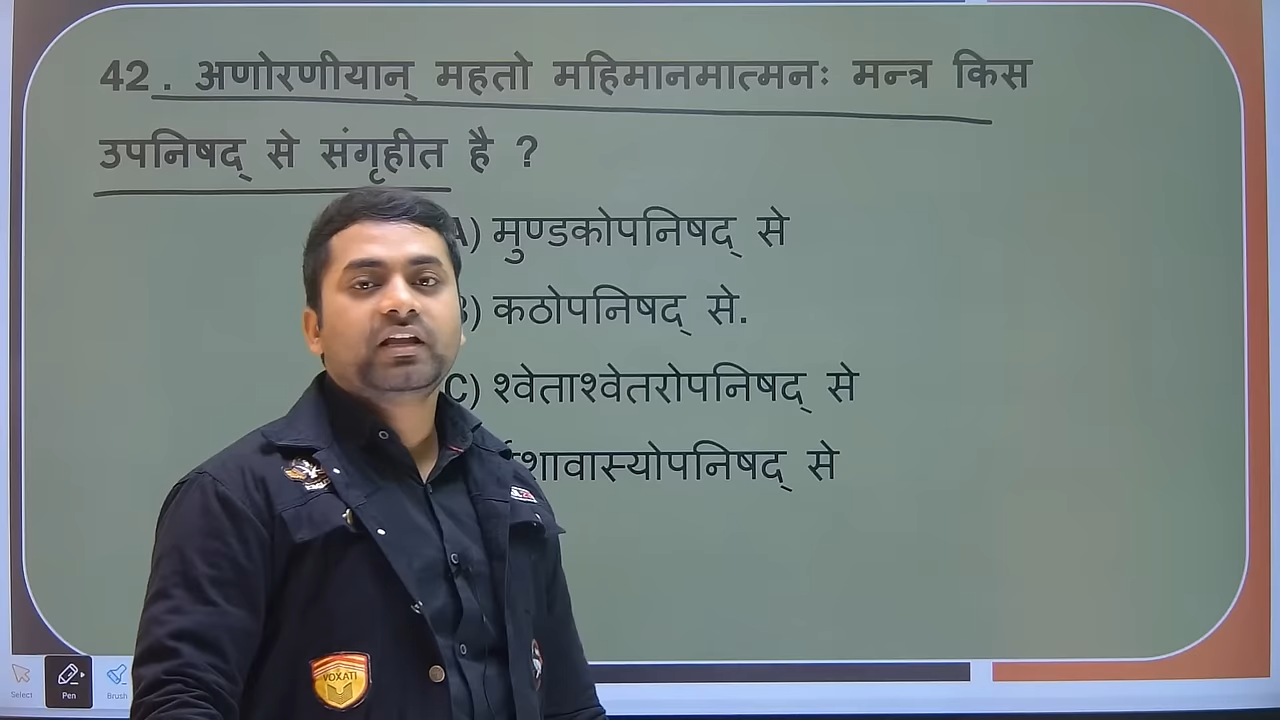 42 . अणोरणीयान् महतो महिमानमात्मनः मन्त्र किस
उपनिषद् से संगृहीत है ?
A) मुण्डकोपनिषद् से
B) कठोपनिषद् से.
C) श्वेताश्वेतरोपनिषद् से
ईशावास्योपनिषद् से
VOXATI
Select
Pen
Brush